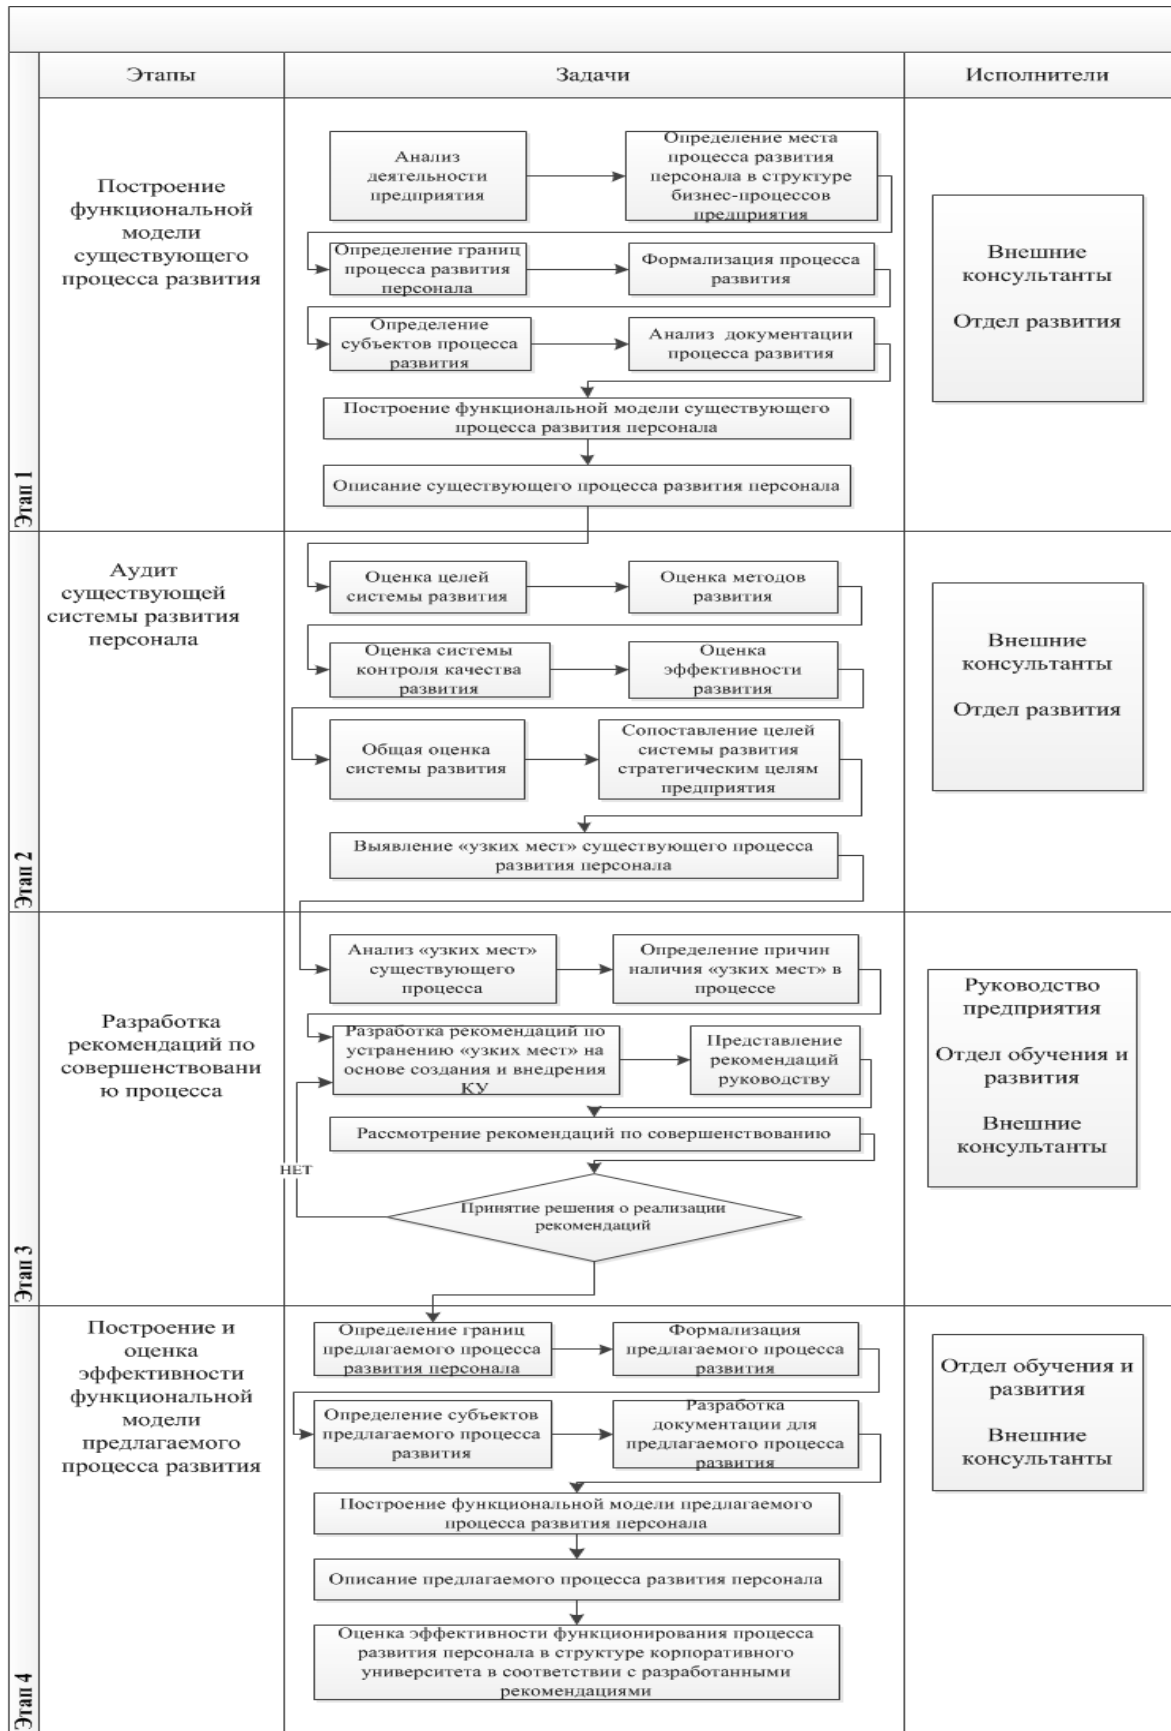 Этапы
Задачи
Исполнители
Этап 1
Построение
функциональной
модели
существующего
процесса развития
Анализ
деятельности
предприятия
Определение места
процесса развития
персонала в структуре
бизнес-процессов
предприятия
Определение границ
процесса развития
персонала
Формализация процесса
развития
Определение
субъектов процесса
развития
Анализ документации
процесса развития
Построение функциональной модели существующего
процесса развития персонала
Описание существующего процесса развития персонала
Внешние
консультанты
Отдел развития
Этап 2
Аудит
существующей
системы развития
персонала
Оценка целей
системы развития
Оценка методов
развития
Оценка системы
контроля качества
развития
Оценка
эффективности
развития
Общая оценка
системы развития
Сопоставление целей
системы развития
стратегическим целям
предприятия
Выявление «узких мест» существующего процесса
развития персонала
Внешние
консультанты
Отдел развития
Этап 3
Разработка
рекомендаций по
совершенствовани
ю процесса
Анализ «узких мест»
существующего
процесса
Определение причин
наличия «узких мест» в
процессе
Разработка рекомендаций по
устранению «узких мест» на
основе создания и внедрения
КУ
Представление
рекомендаций
руководству
Рассмотрение рекомендаций по совершенствованию
НЕТ
Принятие решения о реализации
рекомендаций
Руководство
предприятия
Отдел обучения и
развития
Внешние
консультанты
Этап 4
Построение и
оценка
эффективности
функциональной
модели
предлагаемого
процесса развития
Определение границ
предлагаемого процесса
развития персонала
Формализация
предлагаемого процесса
развития
Определение субъектов
предлагаемого процесса
развития
Разработка
документации для
предлагаемого процесса
развития
Построение функциональной модели предлагаемого
процесса развития персонала
Описание предлагаемого процесса развития персонала
Оценка эффективности функционирования процесса
развития персонала в структуре корпоративного
университета в соответствии с разработанными
рекомендациями
Отдел обучения и
развития
Внешние
консультанты